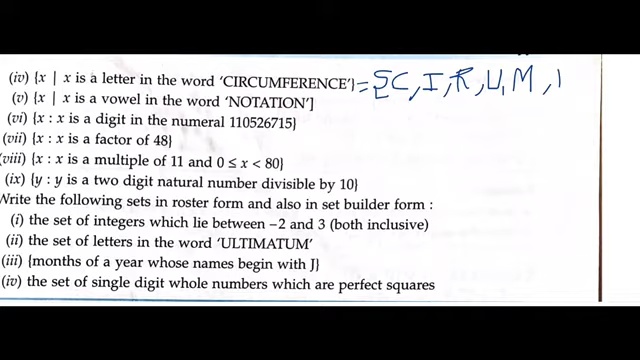 (iv) {x | x is a letter in the word 'CIRCUMFERENCE'} = {C, I, R, U, M,
(v) {x | x is a vowel in the word 'NOTATION']
(vi) {x : x is a digit in the numeral 110526715}
(vii) {x : x is a factor of 48}
(viii) {x : x is a multiple of 11 and 0 ≤ x < 80}
(ix) {y : y is a two digit natural number divisible by 10}
Write the following sets in roster form and also in set builder form :
(i) the set of integers which lie between −2 and 3 (both inclusive)
(ii) the set of letters in the word 'ULTIMATUM'
(iii) {months of a year whose names begin with J}
(iv) the set of single digit whole numbers which are perfect squares